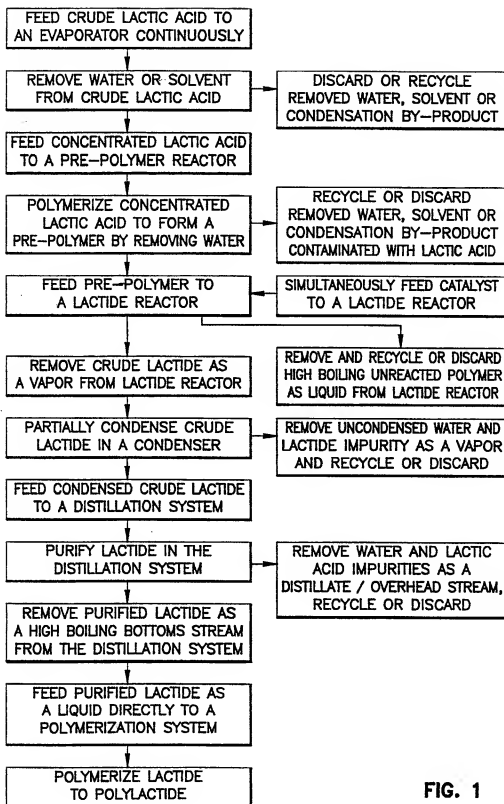 FEED CRUDE LACTIC ACID TO
AN EVAPORATOR CONTINUOUSLY
REMOVE WATER OR SOLVENT
FROM CRUDE LACTIC ACID
DISCARD OR RECYCLE
REMOVED WATER, SOLVENT OR
CONDENSATION BY-PRODUCT
FEED CONCENTRATED LACTIC ACID
TO A PRE-POLYMER REACTOR
POLYMERIZE CONCENTRATED
LACTIC ACID TO FORM A
PRE-POLYMER BY REMOVING WATER
RECYCLE OR DISCARD
REMOVED WATER, SOLVENT OR
CONDENSATION BY-PRODUCT
CONTAMINATED WITH LACTIC ACID
FEED PRE-POLYMER TO
A LACTIDE REACTOR
SIMULTANEOUSLY FEED CATALYST
TO A LACTIDE REACTOR
REMOVE CRUDE LACTIDE AS
A VAPOR FROM LACTIDE REACTOR
REMOVE AND RECYCLE OR DISCARD
HIGH BOILING UNREACTED POLYMER
AS LIQUID FROM LACTIDE REACTOR
PARTIALLY CONDENSE CRUDE
LACTIDE IN A CONDENSER
REMOVE UNCONDENSED WATER AND
LACTIDE IMPURITY AS A VAPOR
AND RECYCLE OR DISCARD
FEED CONDENSED CRUDE LACTIDE
TO A DISTILLATION SYSTEM
PURIFY LACTIDE IN THE
DISTILLATION SYSTEM
REMOVE WATER AND LACTIC
ACID IMPURITIES AS A
DISTILLATE / OVERHEAD STREAM,
RECYCLE OR DISCARD
REMOVE PURIFIED LACTIDE AS
A HIGH BOILING BOTTOMS STREAM
FROM THE DISTILLATION SYSTEM
FEED PURIFIED LACTIDE AS
A LIQUID DIRECTLY TO A
POLYMERIZATION SYSTEM
POLYMERIZE LACTIDE
TO POLYLACTIDE
FIG. 1